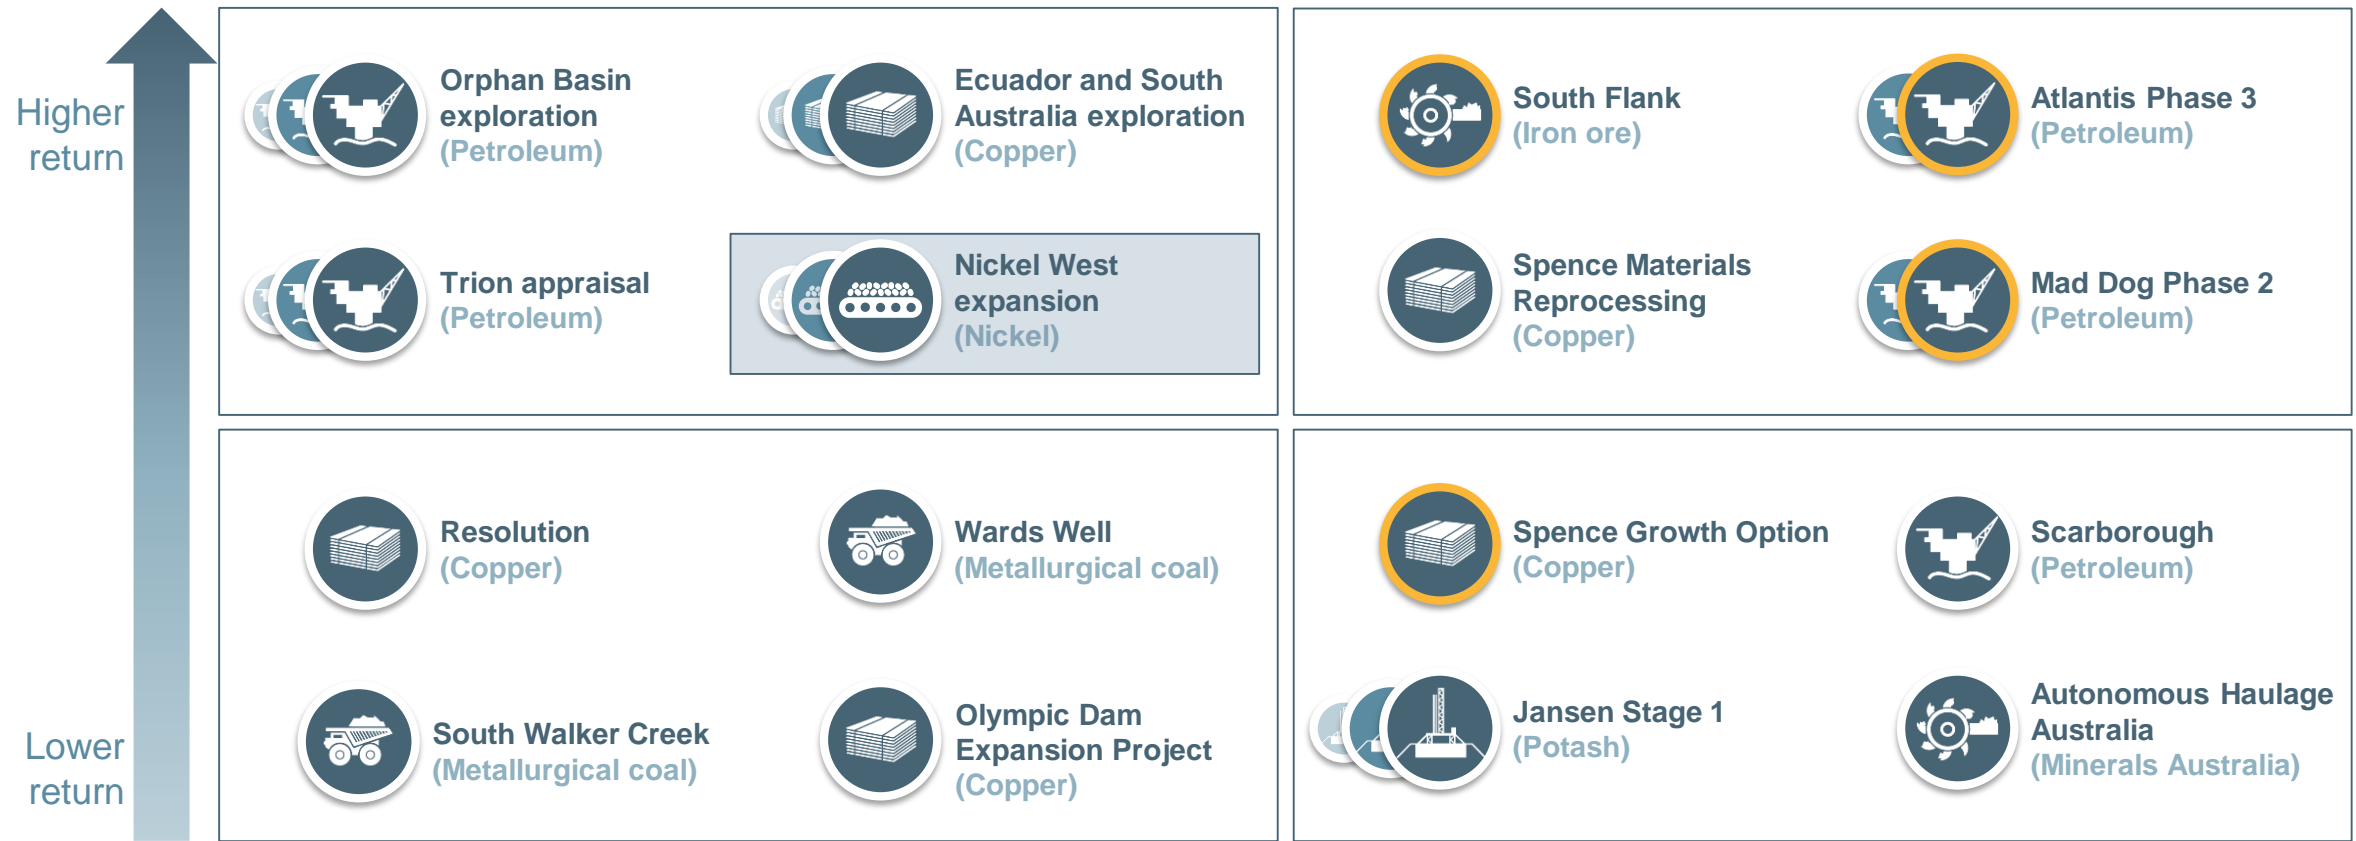 Higher
return
Orphan Basin
exploration
(Petroleum)
Ecuador and South
Australia exploration
(Copper)
South Flank
(Iron ore)
Atlantis Phase 3
(Petroleum)
Trion appraisal
(Petroleum)
Nickel West
expansion
(Nickel)
Spence Materials
Reprocessing
(Copper)
Mad Dog Phase 2
(Petroleum)
Resolution
(Copper)
Wards Well
(Metallurgical coal)
Spence Growth Option
(Copper)
Scarborough
(Petroleum)
Lower
return
South Walker Creek
(Metallurgical coal)
Olympic Dam
Expansion Project
(Copper)
Jansen Stage 1
(Potash)
Autonomous Haulage
Australia
(Minerals Australia)